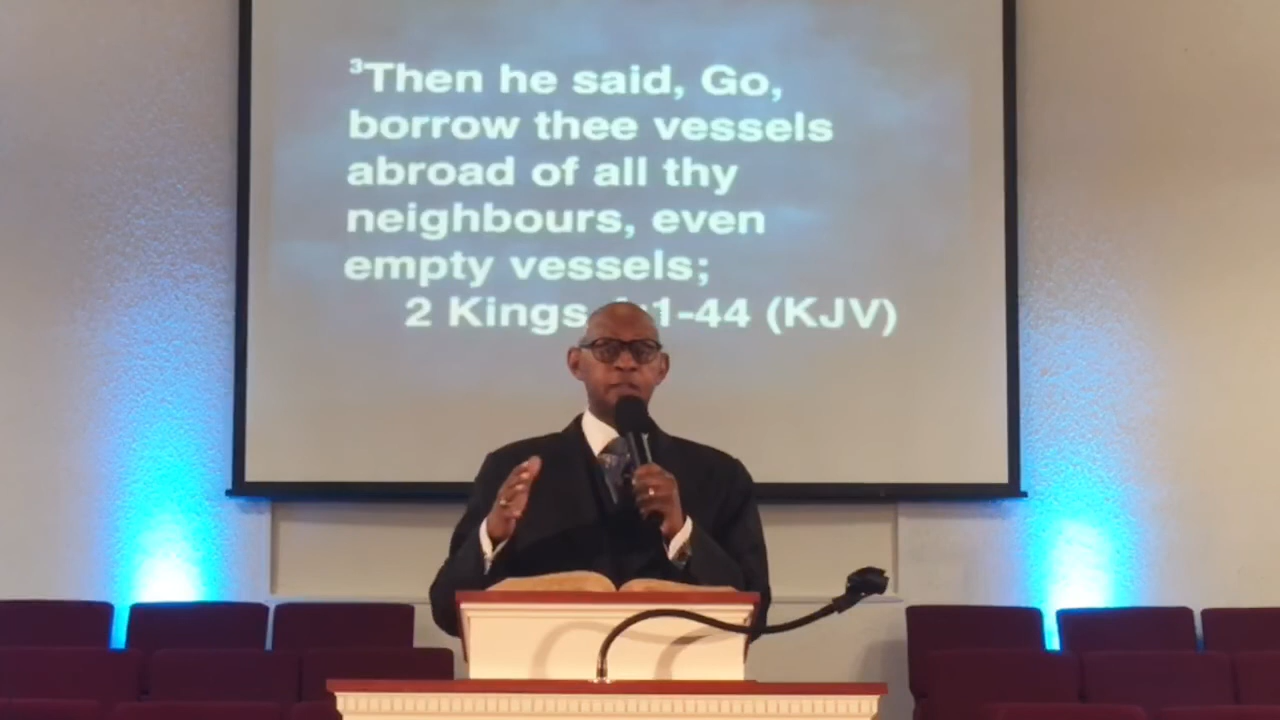 ³Then he said, Go,
borrow thee vessels
abroad of all thy
neighbours, even
empty vessels;
2 Kings :1-44 (KJV)